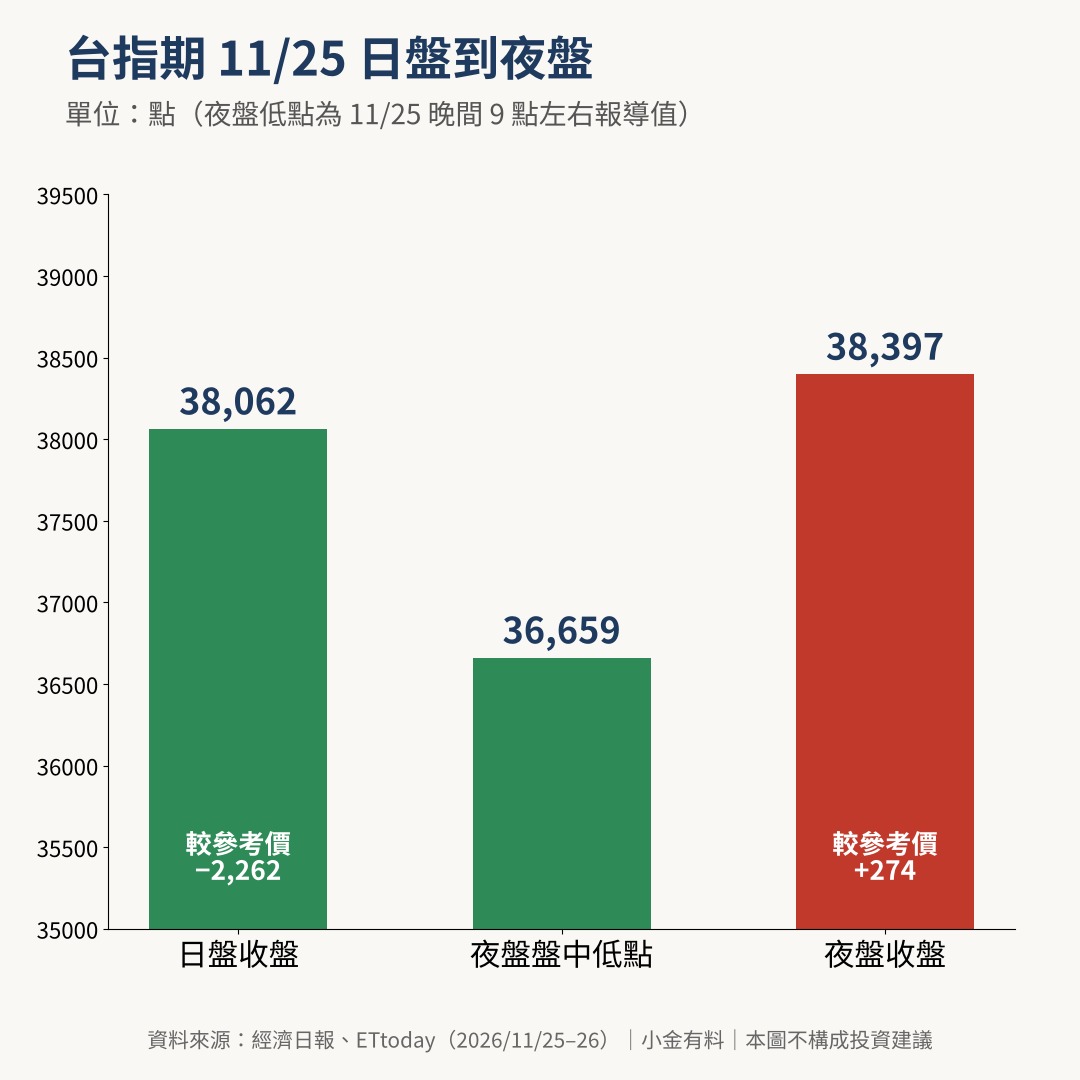 台指期 11/25 日盤到夜盤
單位：點（夜盤低點為 11/25 晚間 9 點左右報導值）
39500
39000
38500
38,397
38,062
38000
37500
37000
36,659
36500
36000
35500
較參考價
−2,262
較參考價
+274
35000
日盤收盤
夜盤盤中低點
夜盤收盤
資料來源：經濟日報、ETtoday（2026/11/25–26）｜小金有料｜本圖不構成投資建議